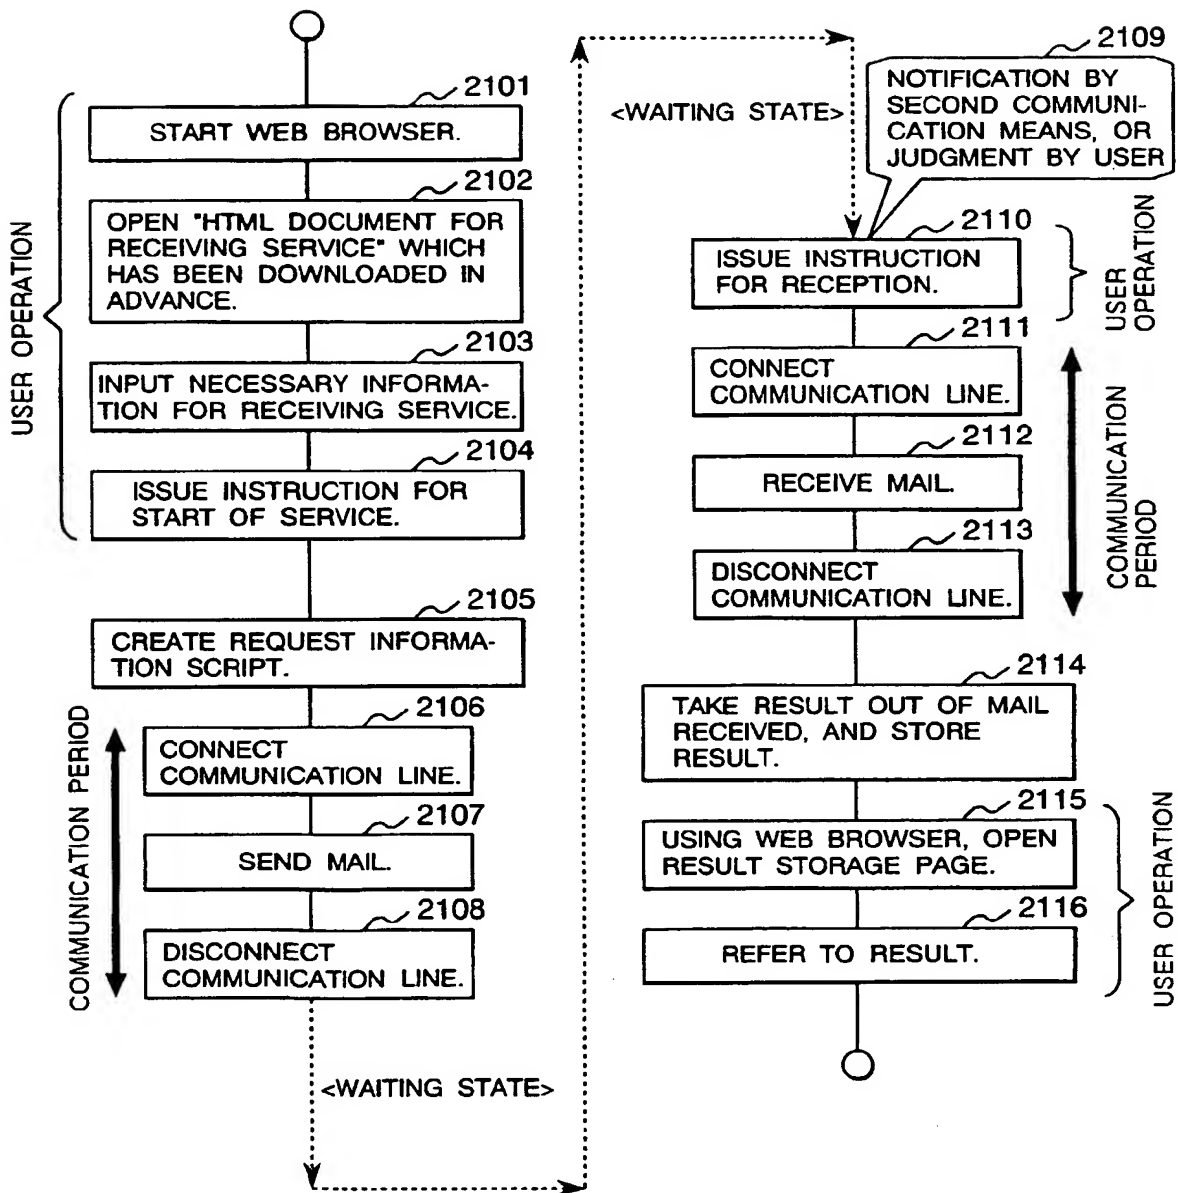 2101
START WEB BROWSER.
2102
OPEN "HTML DOCUMENT FOR
RECEIVING SERVICE" WHICH
HAS BEEN DOWNLOADED IN
ADVANCE.
2103
INPUT NECESSARY INFORMA-
TION FOR RECEIVING SERVICE.
2104
ISSUE INSTRUCTION FOR
START OF SERVICE.
USER OPERATION
2105
CREATE REQUEST INFORMA-
TION SCRIPT.
2106
CONNECT
COMMUNICATION LINE.
2107
SEND MAIL.
2108
DISCONNECT
COMMUNICATION LINE.
COMMUNICATION PERIOD
<WAITING STATE>
<WAITING STATE>
2109
NOTIFICATION BY
SECOND COMMUNI-
CATION MEANS, OR
JUDGMENT BY USER
2110
ISSUE INSTRUCTION
FOR RECEPTION.
USER
OPERATION
2111
CONNECT
COMMUNICATION LINE.
2112
RECEIVE MAIL.
2113
DISCONNECT
COMMUNICATION LINE.
COMMUNICATION
PERIOD
2114
TAKE RESULT OUT OF MAIL
RECEIVED, AND STORE
RESULT.
2115
USING WEB BROWSER, OPEN
RESULT STORAGE PAGE.
2116
REFER TO RESULT.
USER OPERATION